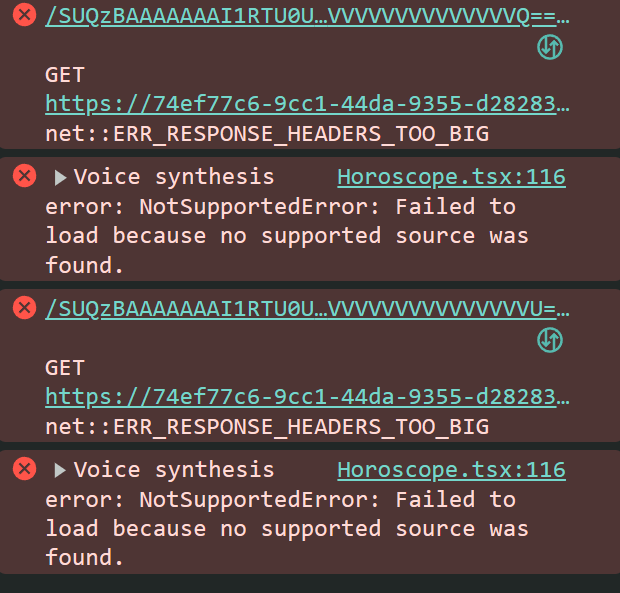 /SUQzBAAAAAAAI1RTU0U…VVVVVVVVVVVVVVVVQ==…
GET
https://74ef77c6-9cc1-44da-9355-d28283…
net::ERR_RESPONSE_HEADERS_TOO_BIG
Voice synthesis Horoscope.tsx:116
error: NotSupportedError: Failed to
load because no supported source was
found.
/SUQzBAAAAAAAI1RTU0U…VVVVVVVVVVVVVVVVU=…
GET
https://74ef77c6-9cc1-44da-9355-d28283…
net::ERR_RESPONSE_HEADERS_TOO_BIG
Voice synthesis Horoscope.tsx:116
error: NotSupportedError: Failed to
load because no supported source was
found.